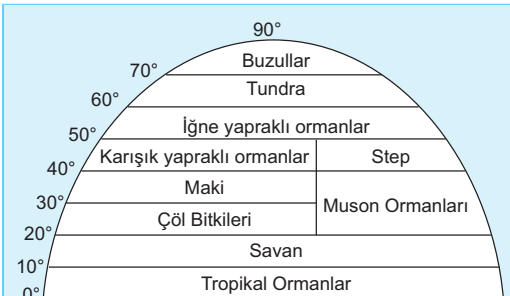 90°
Buzullar
70°
Tundra
60°
İğne yapraklı ormanlar
50°
Karışık yapraklı ormanlar Step
40°
Maki
Muson Ormanları
30°
Çöl Bitkileri
20°
Savan
10°
Tropikal Ormanlar
0°